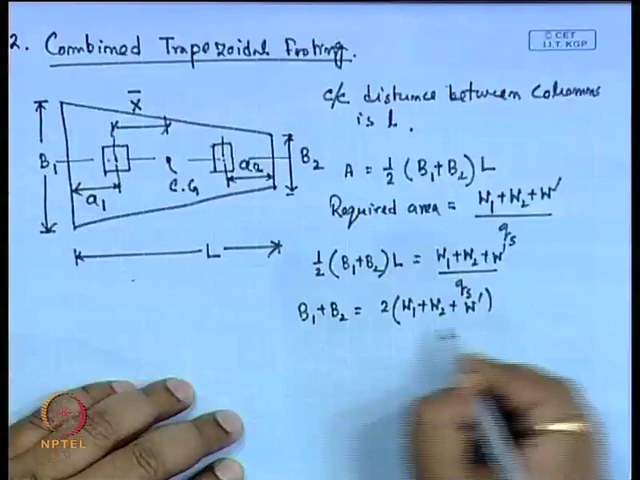 2. Combined Trapezoidal Footing.
© CET
I.I.T. KGP
c/c distance between Columns
is l.
x̄
B₁
B₂
a₁
a₂
C.G
L
A = ½ (B₁+B₂) L
Required area = (W₁+W₂+W′)/qₛ
½ (B₁+B₂) L = (W₁+W₂+W′)/qₛ
B₁+B₂ = 2(W₁+W₂+W′)
NPTEL